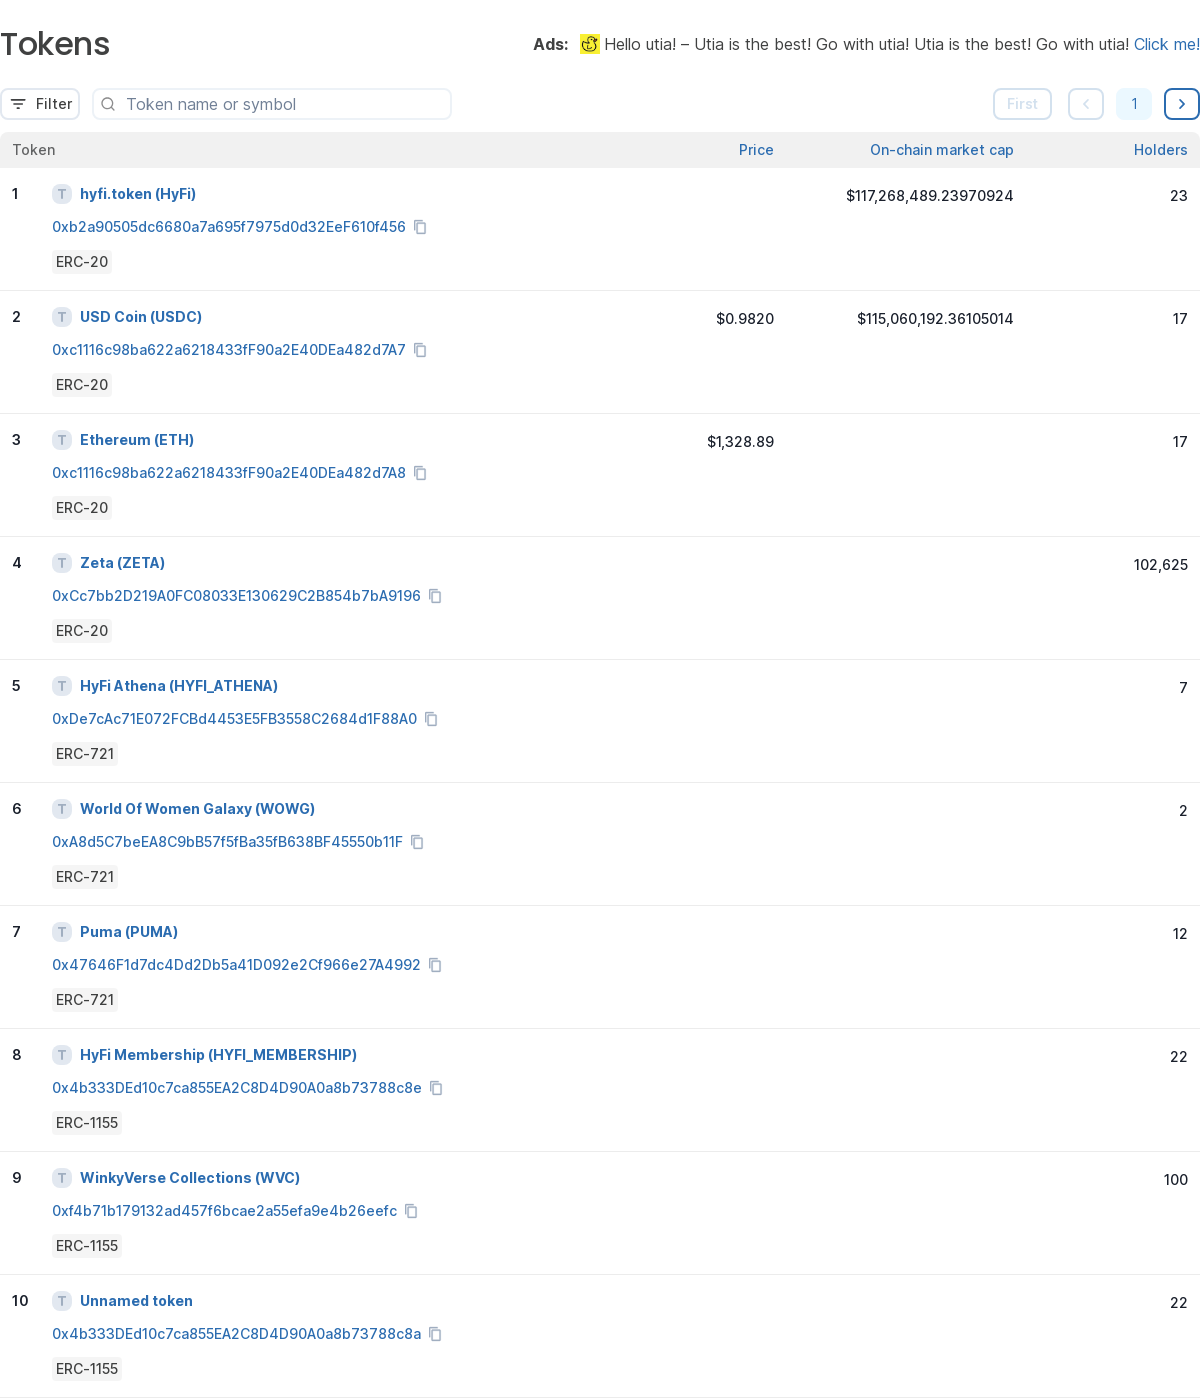 Tokens
Ads: Hello utia! – Utia is the best! Go with utia! Utia is the best! Go with utia! Click me!
Filter
Token name or symbol
First
1
Token Price On-chain market cap Holders
1 T hyfi.token (HyFi) $117,268,489.23970924 23
0xb2a90505dc6680a7a695f7975d0d32EeF610f456
ERC-20
2 T USD Coin (USDC) $0.9820 $115,060,192.36105014 17
0xc1116c98ba622a6218433fF90a2E40DEa482d7A7
ERC-20
3 T Ethereum (ETH) $1,328.89 17
0xc1116c98ba622a6218433fF90a2E40DEa482d7A8
ERC-20
4 T Zeta (ZETA) 102,625
0xCc7bb2D219A0FC08033E130629C2B854b7bA9196
ERC-20
5 T HyFi Athena (HYFI_ATHENA) 7
0xDe7cAc71E072FCBd4453E5FB3558C2684d1F88A0
ERC-721
6 T World Of Women Galaxy (WOWG) 2
0xA8d5C7beEA8C9bB57f5fBa35fB638BF45550b11F
ERC-721
7 T Puma (PUMA) 12
0x47646F1d7dc4Dd2Db5a41D092e2Cf966e27A4992
ERC-721
8 T HyFi Membership (HYFI_MEMBERSHIP) 22
0x4b333DEd10c7ca855EA2C8D4D90A0a8b73788c8e
ERC-1155
9 T WinkyVerse Collections (WVC) 100
0xf4b71b179132ad457f6bcae2a55efa9e4b26eefc
ERC-1155
10 T Unnamed token 22
0x4b333DEd10c7ca855EA2C8D4D90A0a8b73788c8a
ERC-1155